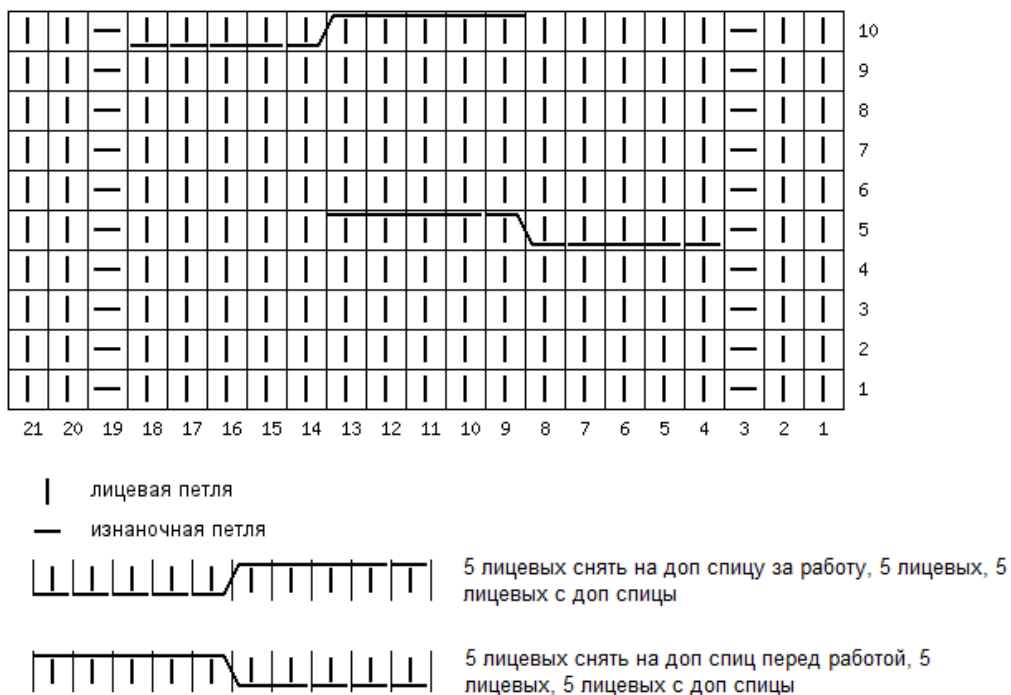 10
9
8
7
6
5
4
3
2
1
21 20 19 18 17 16 15 14 13 12 11 10 9 8 7 6 5 4 3 2 1
лицевая петля
изнаночная петля
5 лицевых снять на доп спицу за работу, 5 лицевых, 5
лицевых с доп спицы
5 лицевых снять на доп спиц перед работой, 5
лицевых, 5 лицевых с доп спицы